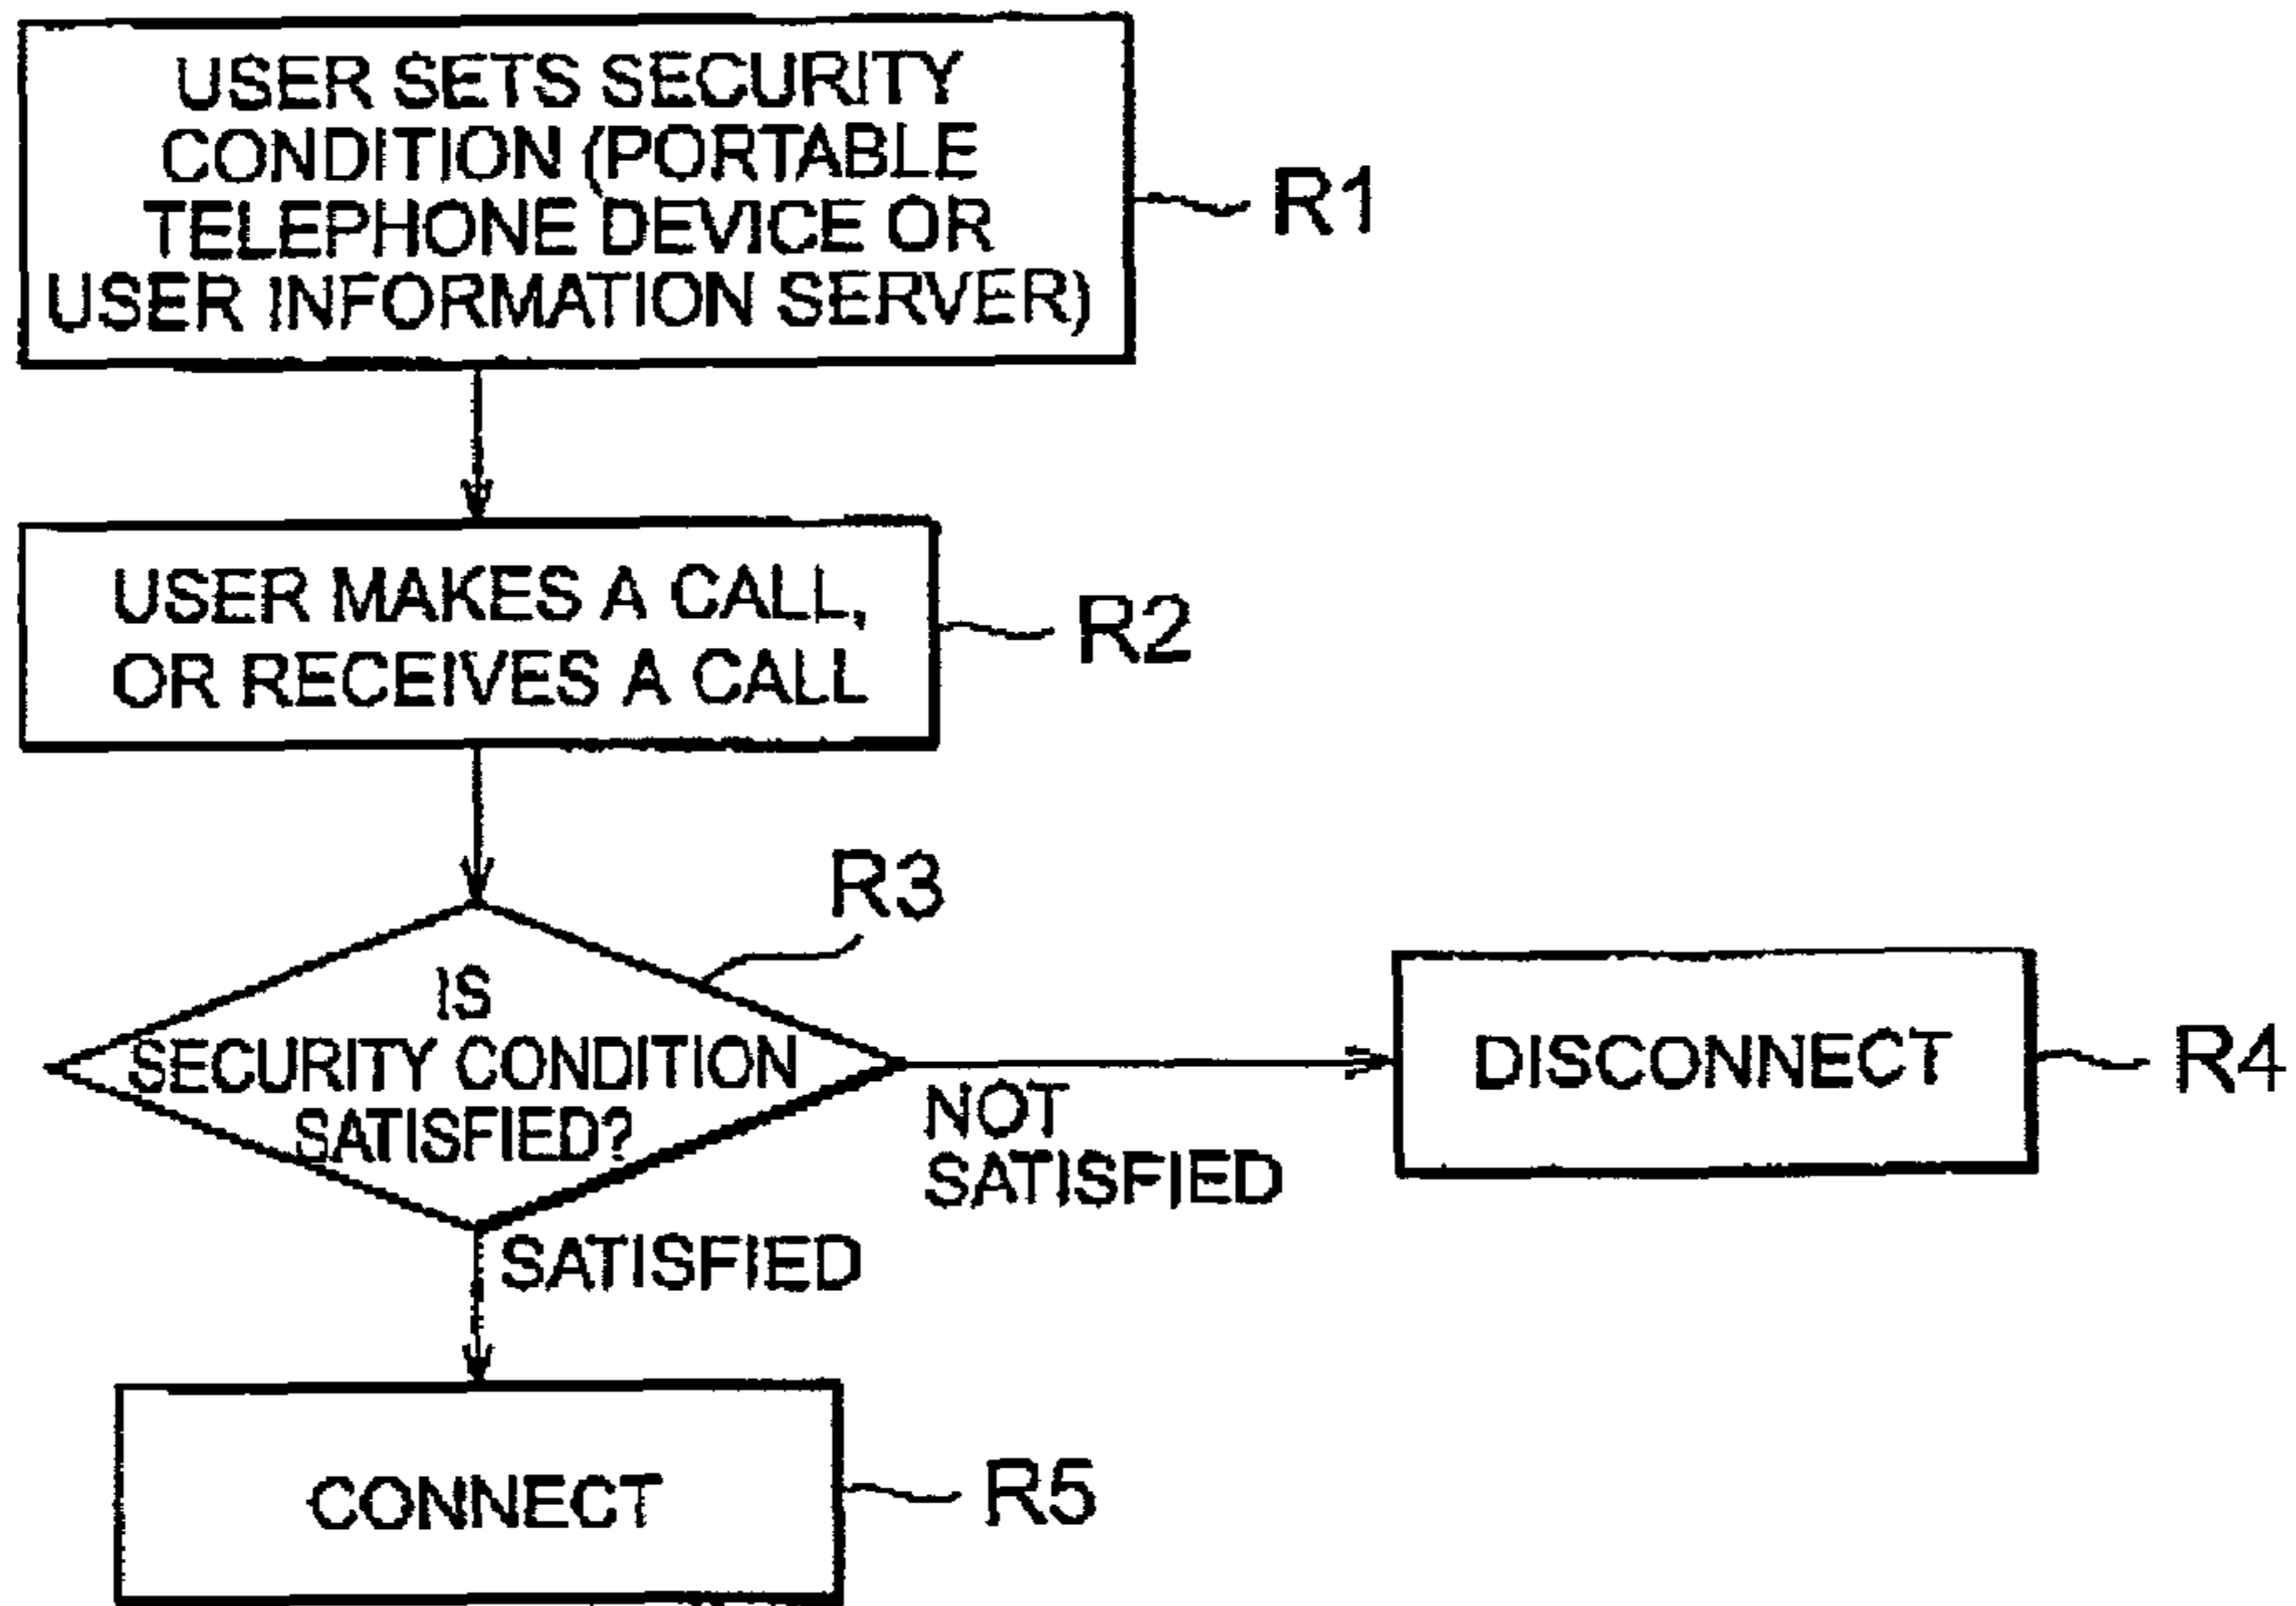 USER SETS SECURITY
CONDITION (PORTABLE
TELEPHONE DEVICE OR
USER INFORMATION SERVER)
R1
USER MAKES A CALL,
OR RECEIVES A CALL
R2
R3
IS
SECURITY CONDITION
SATISFIED?
NOT
SATISFIED
DISCONNECT
R4
SATISFIED
CONNECT
R5